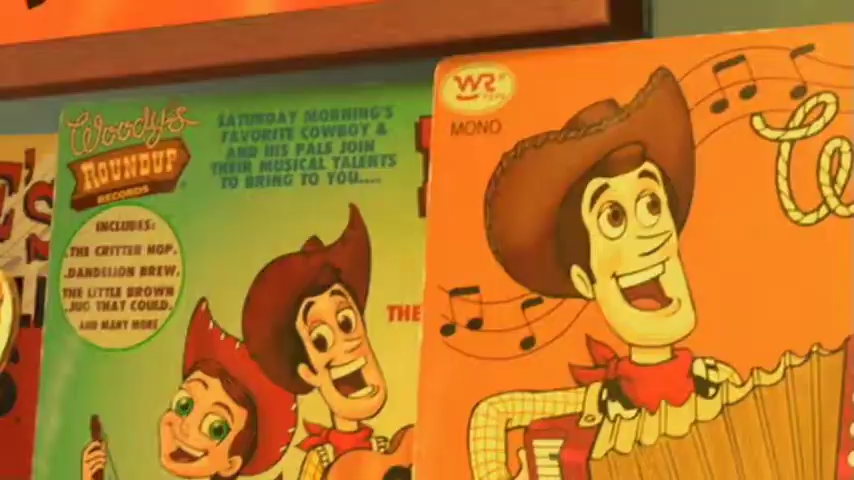 Woody's
ROUNDUP
RECORDS
SATURDAY MORNING'S
FAVORITE COWBOY &
AND HIS PALS JOIN
THEIR MUSICAL TALENTS
TO BRING TO YOU....
INCLUDES:
.THE CRITTER HOP.
.DANDELION BREW.
THE LITTLE BROWN
JUG THAT COULD.
AND MANY MORE
THE
WR
MONO